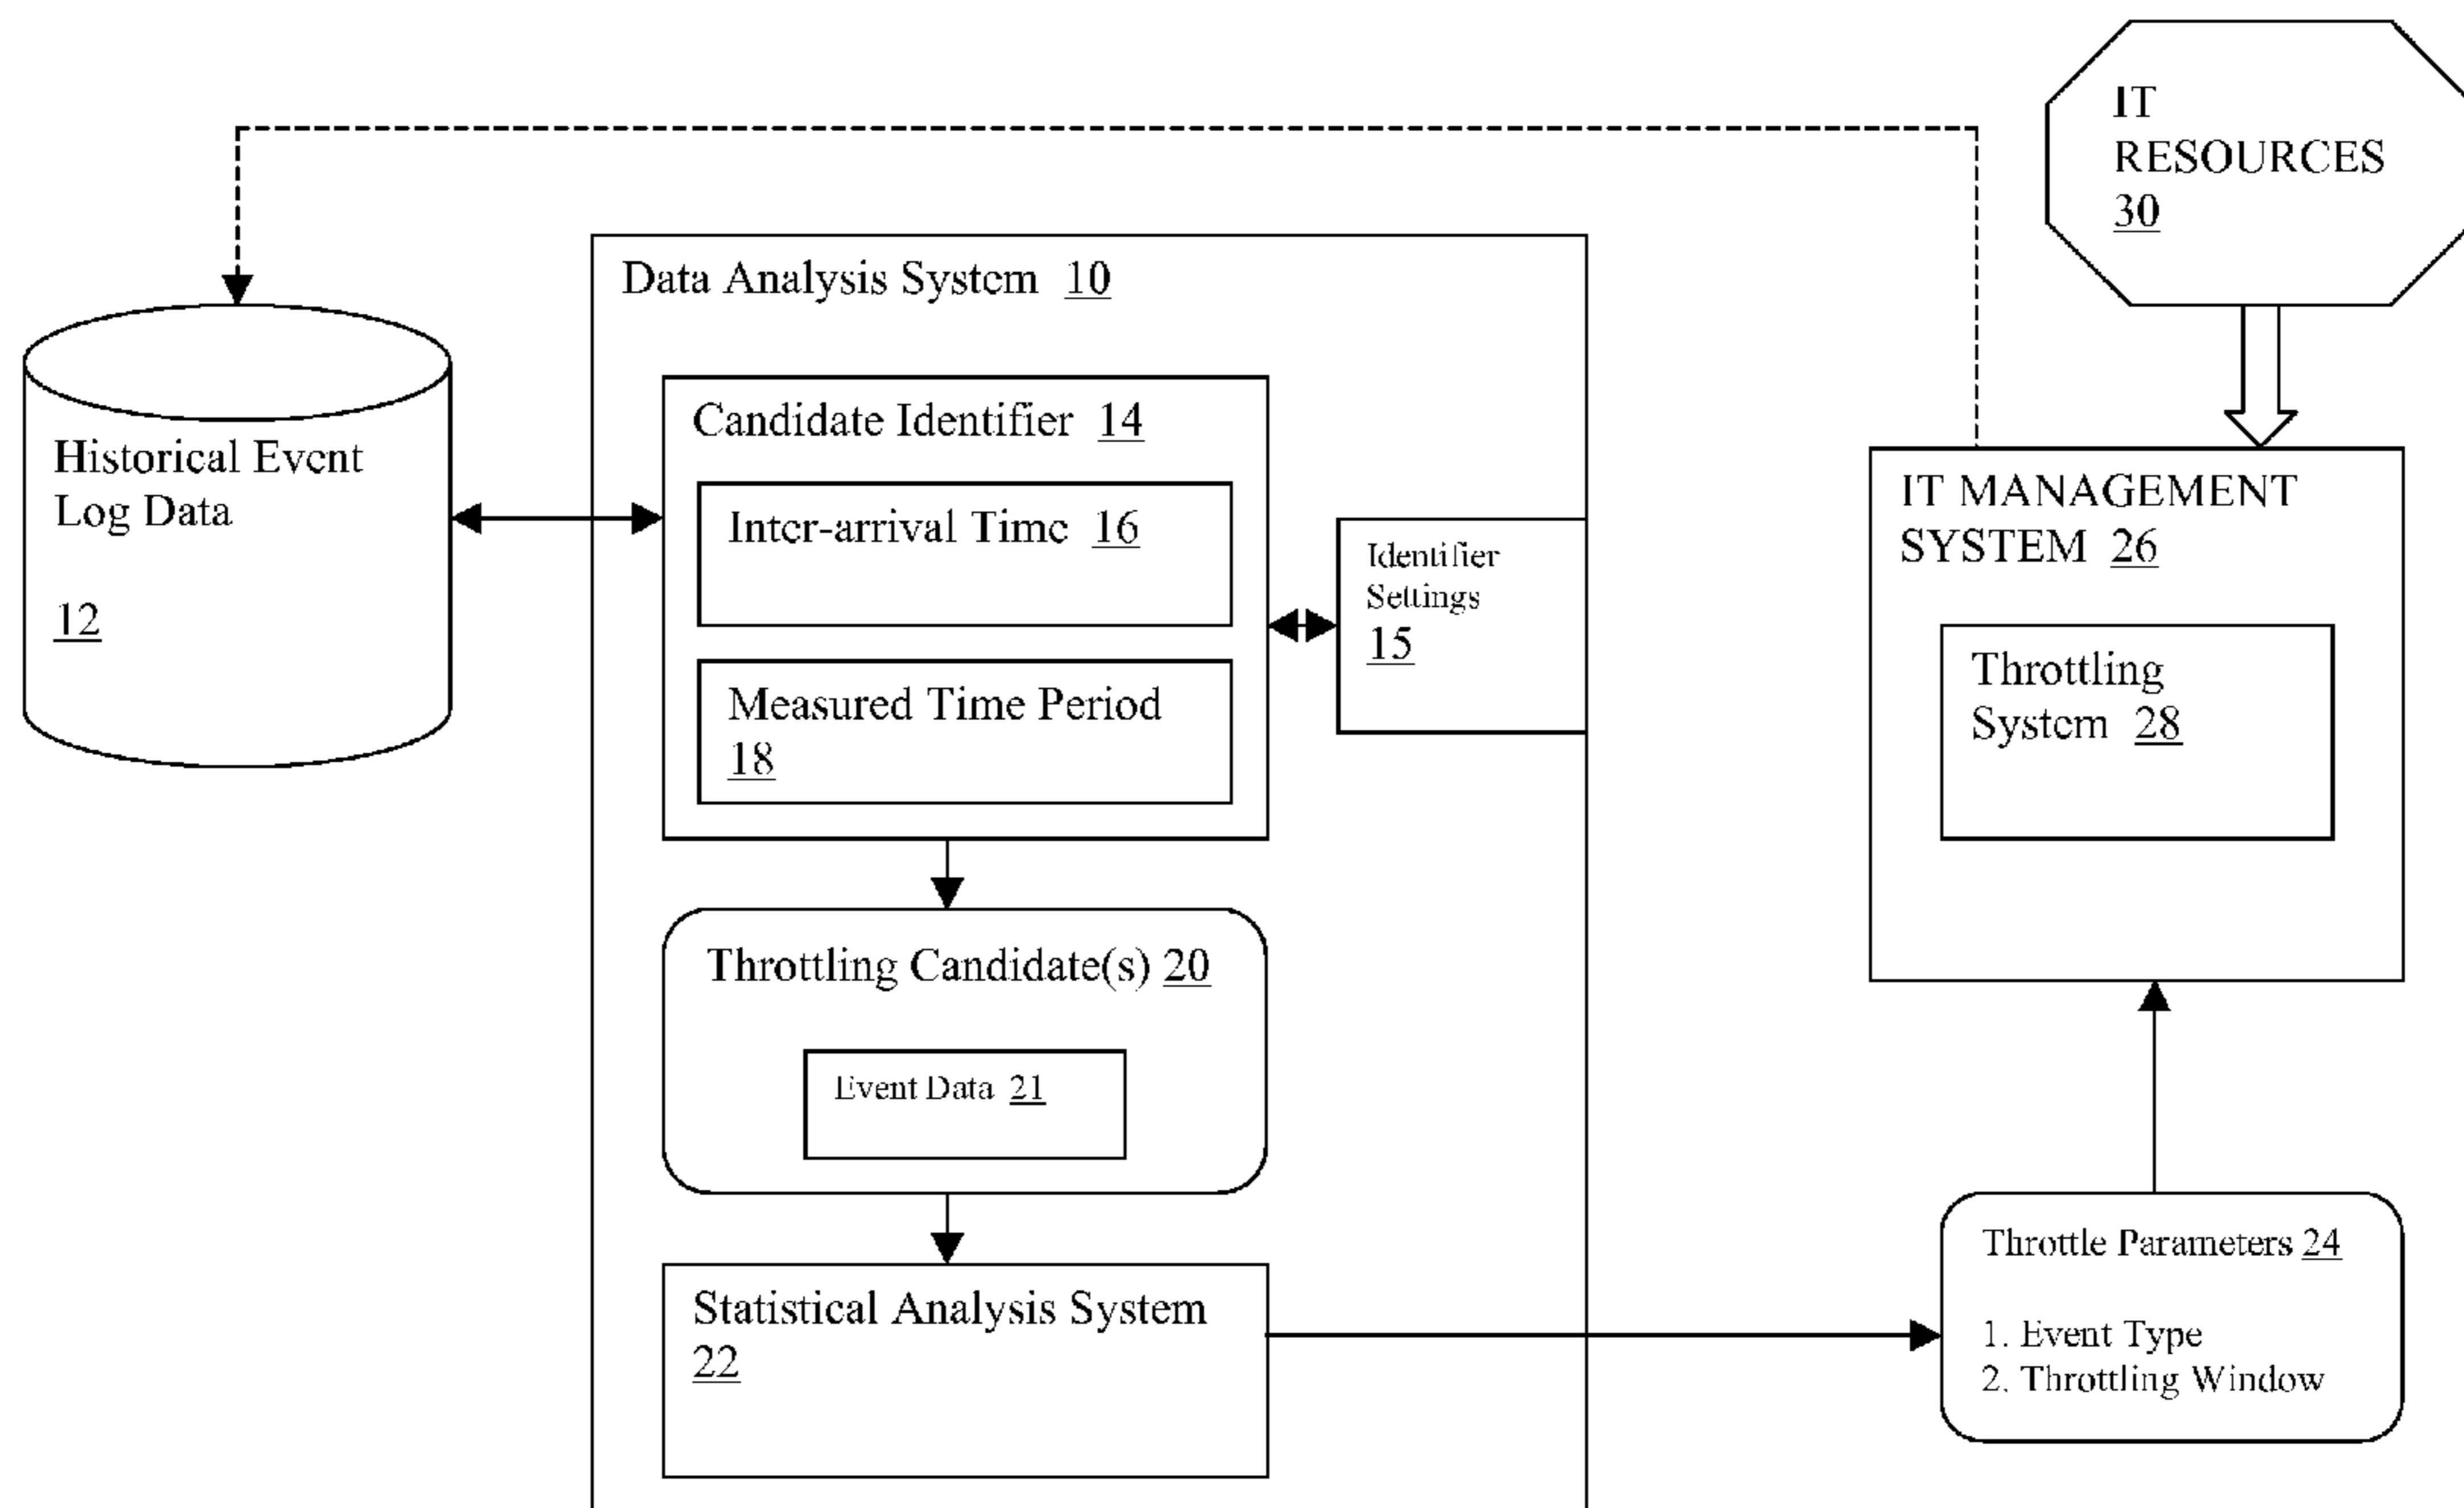 IT
RESOURCES
30
Data Analysis System 10
Candidate Identifier 14
Historical Event
Log Data
12
Inter-arrival Time 16
Identifier
Settings
15
Measured Time Period
18
IT MANAGEMENT
SYSTEM 26
Throttling
System 28
Throttling Candidate(s) 20
Event Data 21
Statistical Analysis System
22
Throttle Parameters 24
1. Event Type
2. Throttling Window